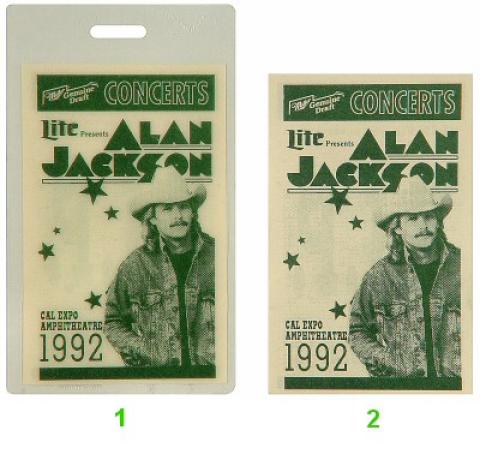 Miller Genuine Draft CONCERTS
Lite Presents ALAN JACKSON
CAL EXPO
AMPHITHEATRE
1992
1
Miller Genuine Draft CONCERTS
Lite Presents ALAN JACKSON
CAL EXPO
AMPHITHEATRE
1992
2